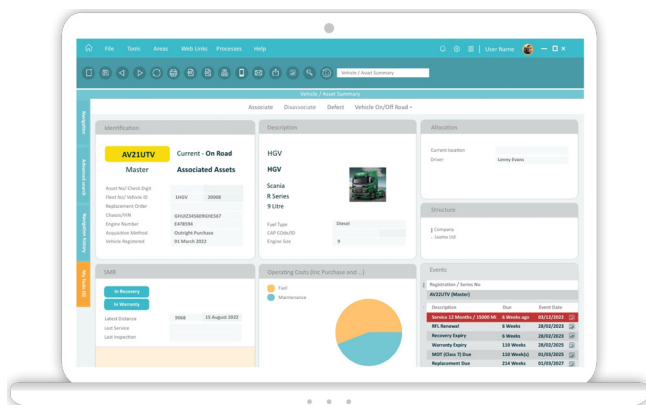 File Tools Areas Web Links Processes Help
User Name
Vehicle / Asset Summary
Vehicle / Asset Summary
Associate Disassociate Defect Vehicle On/Off Road
Navigation
Advanced search
Navigation history
Identification
AV21UTV Current - On Road
Master Associated Assets
Asset No/ Check Digit
Fleet No/ Vehicle ID 1HGV 20008
Replacement Order
Chassis/VIN
Engine Number E478594
Acquisition Method Outright Purchase
Vehicle Registered 01 March 2022
Description
HGV
HGV
Scania
R Series
9 Litre
Fuel Type Diesel
Engine Size 9
Allocation
Current location
Driver Lenny Evans
Structure
Company
SMR
In Recovery
In Warranty
Latest Distance 9068 15 August 2022
Last Service
Last Inspection
Operating Costs (Inc Purchase and ...)
Fuel
Maintenance
Events
Registration / Series No
AV22UTV (Master)
Description Due Event Date
Service 12 Months / 15000 MI 6 Weeks ago 03/12/2022
RFL Renewal 6 Weeks 28/02/2023
Recovery Expiry 6 Weeks 28/02/2023
Warranty Expiry 110 Weeks 28/02/2025
MOT (Class 7) Due 110 Week(s) 01/03/2025
Replacement Due 214 Weeks 01/03/2027